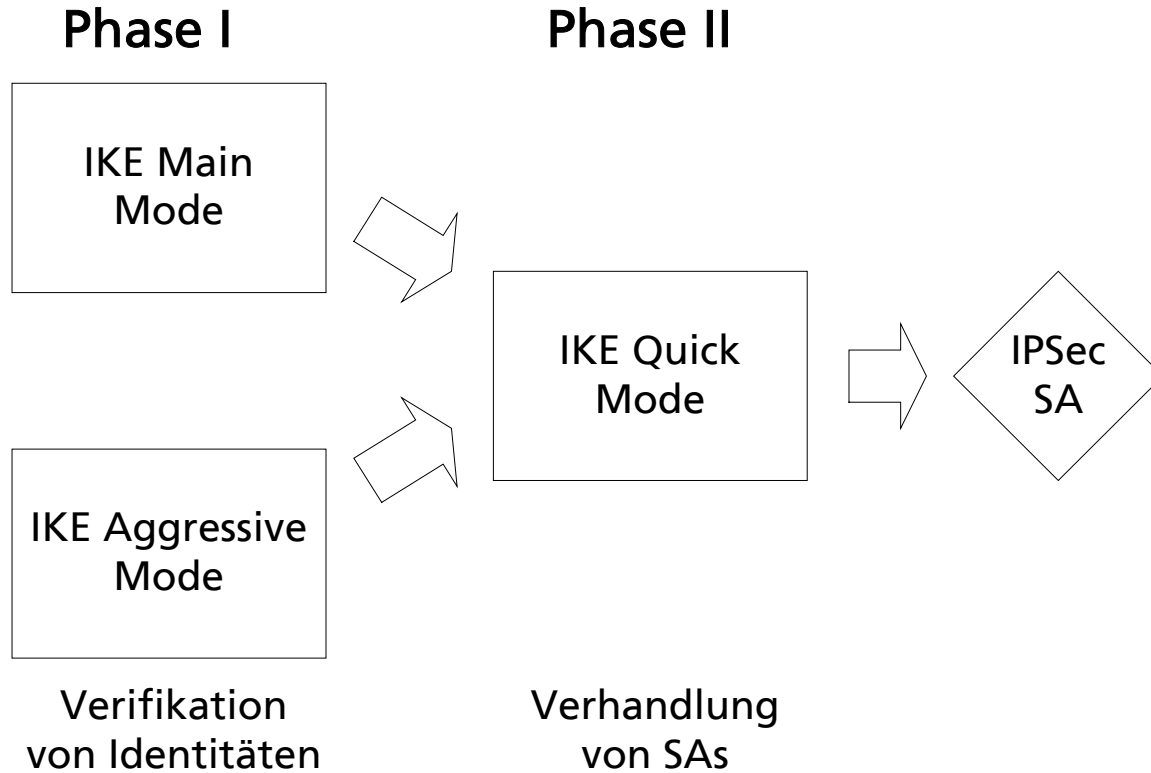 Phase I
Phase II
IKE Main
Mode
IKE Quick
Mode
IPSec
SA
IKE Aggressive
Mode
Verifikation
von Identitäten
Verhandlung
von SAs